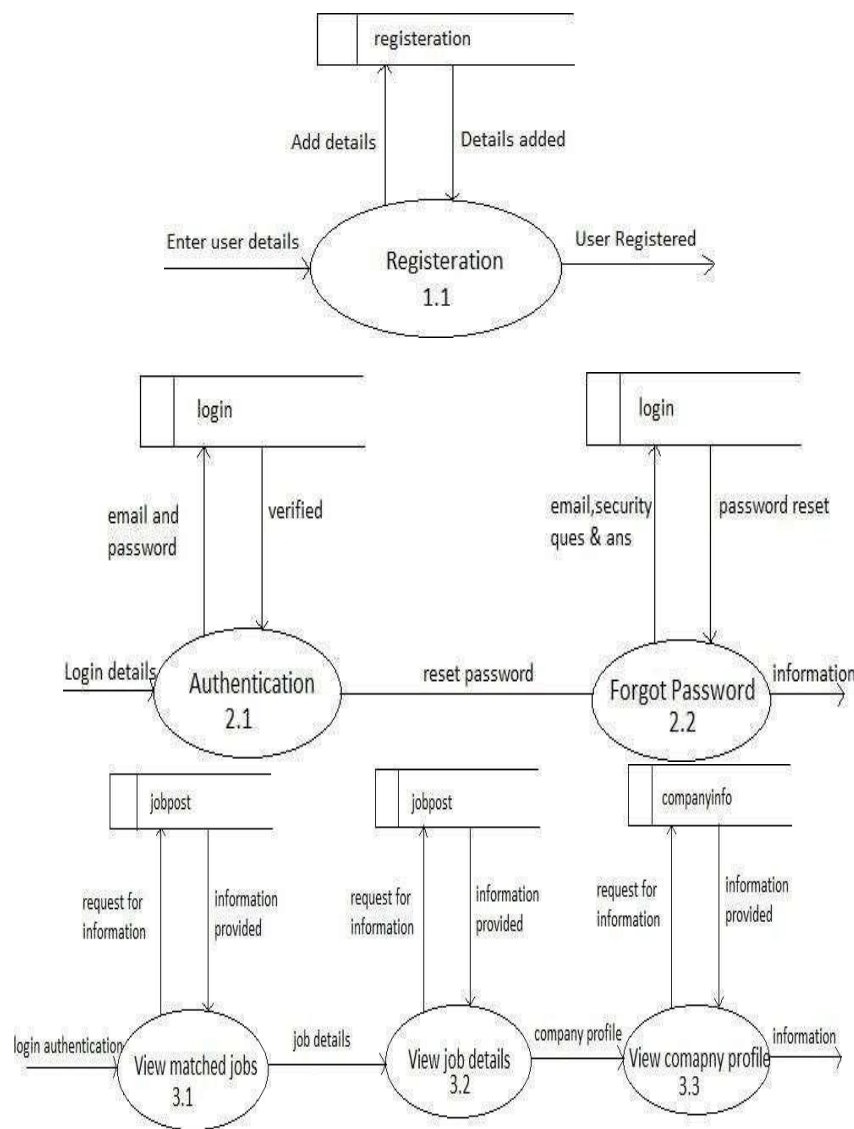 registeration
Add details
Details added
Enter user details
User Registered
Registeration
1.1
login
login
email and
password
verified
email,security
ques & ans
password reset
Login details
Authentication
2.1
reset password
Forgot Password
2.2
information
jobpost
jobpost
companyinfo
request for
information
information
provided
request for
information
information
provided
request for
information
information
provided
login authentication
View matched jobs
3.1
job details
View job details
3.2
company profile
View comapny profile
3.3
information